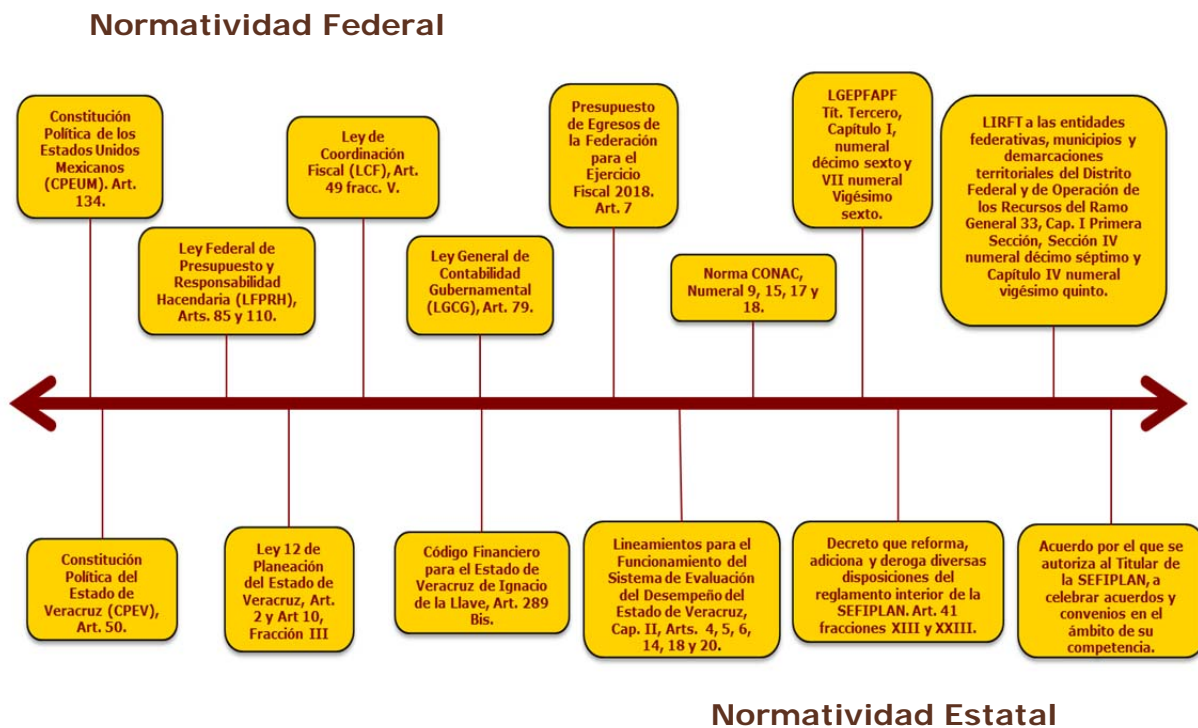 Normatividad Federal
Constitución
Política de los
Estados Unidos
Mexicanos
(CPEUM). Art.
134.
Ley Federal de
Presupuesto y
Responsabilidad
Hacendaria (LFPRH),
Arts. 85 y 110.
Ley de
Coordinación
Fiscal (LCF), Art.
49 fracc. V.
Ley General de
Contabilidad
Gubernamental
(LGCG), Art. 79.
Presupuesto
de Egresos de
la Federación
para el
Ejercicio
Fiscal 2018.
Art. 7
Norma CONAC,
Numeral 9, 15, 17 y
18.
LGEPFAPF
Tít. Tercero,
Capítulo I,
numeral
décimo sexto y
VII numeral
Vigésimo
sexto.
LIRFT a las entidades
federativas, municipios y
demarcaciones
territoriales del Distrito
Federal y de Operación de
los Recursos del Ramo
General 33, Cap. I Primera
Sección, Sección IV
numeral décimo séptimo y
Capítulo IV numeral
vigésimo quinto.
Constitución
Política del
Estado de
Veracruz (CPEV),
Art. 50.
Ley 12 de
Planeación
del Estado de
Veracruz, Art.
2 y Art 10,
Fracción III
Código Financiero
para el Estado de
Veracruz de Ignacio
de la Llave, Art. 289
Bis.
Lineamientos para el
Funcionamiento del
Sistema de Evaluación
del Desempeño del
Estado de Veracruz,
Cap. II, Arts. 4, 5, 6,
14, 18 y 20.
Decreto que reforma,
adiciona y deroga diversas
disposiciones del
reglamento interior de la
SEFIPLAN. Art. 41
fracciones XIII y XXIII.
Acuerdo por el que se
autoriza al Titular de
la SEFIPLAN, a
celebrar acuerdos y
convenios en el
ámbito de su
competencia.
Normatividad Estatal